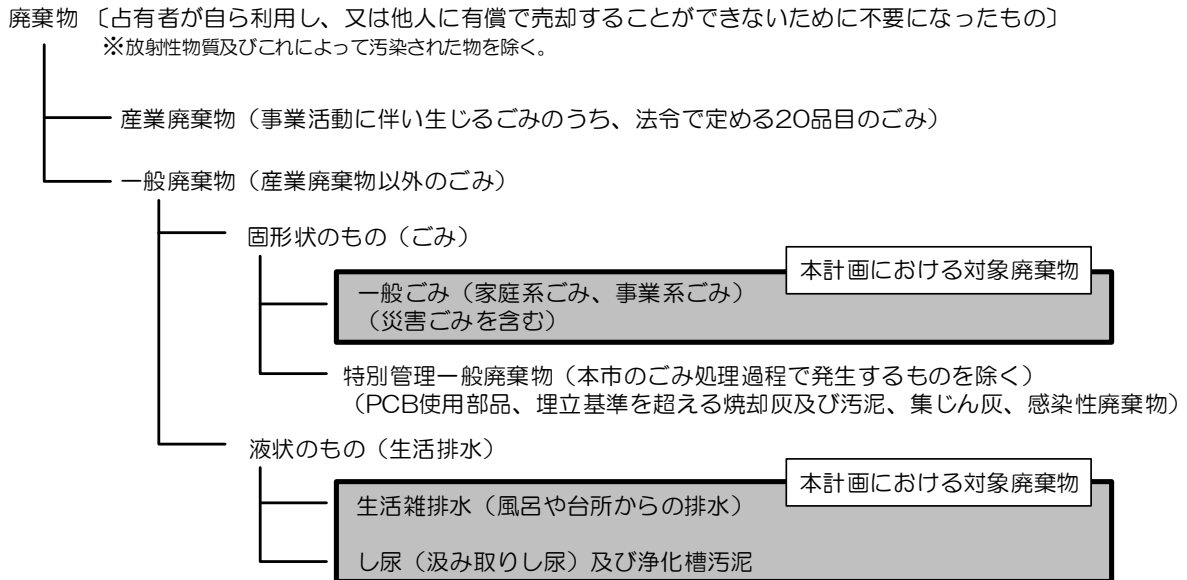 廃棄物 〔占有者が自ら利用し、又は他人に有償で売却することができないために不要になったもの〕
※放射性物質及びこれによって汚染された物を除く。
産業廃棄物（事業活動に伴い生じるごみのうち、法令で定める20品目のごみ）
一般廃棄物（産業廃棄物以外のごみ）
固形状のもの（ごみ）
本計画における対象廃棄物
一般ごみ（家庭系ごみ、事業系ごみ）
（災害ごみを含む）
特別管理一般廃棄物（本市のごみ処理過程で発生するものを除く）
（PCB使用部品、埋立基準を超える焼却灰及び汚泥、集じん灰、感染性廃棄物）
液状のもの（生活排水）
本計画における対象廃棄物
生活雑排水（風呂や台所からの排水）
し尿（汲み取りし尿）及び浄化槽汚泥